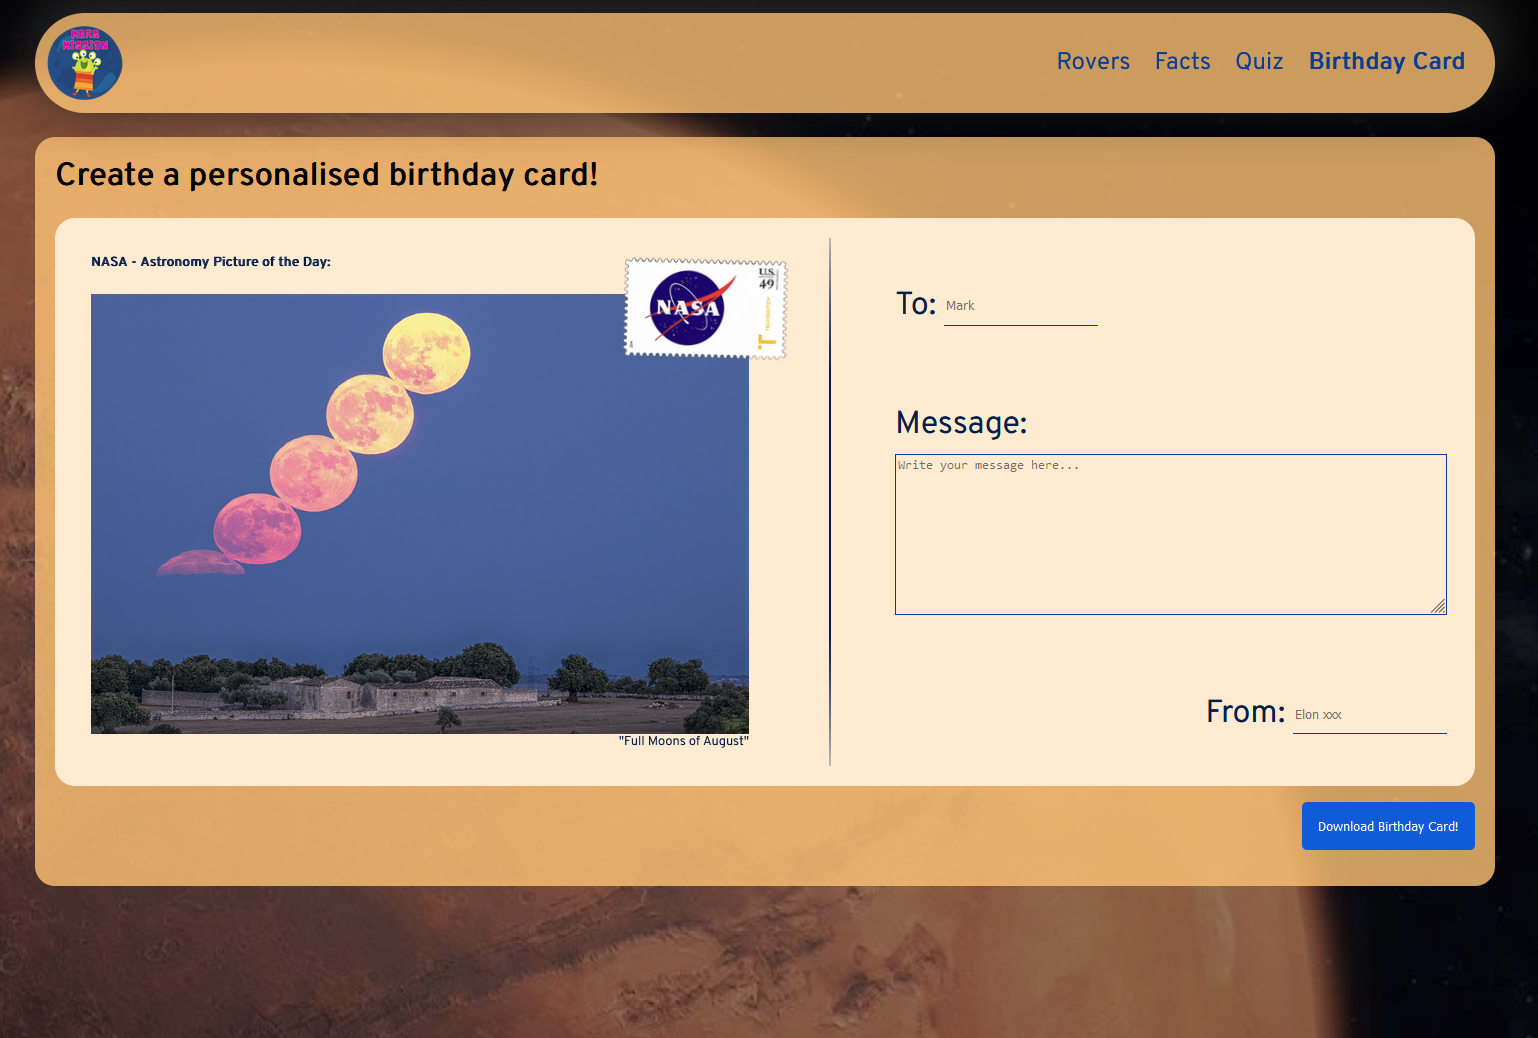 MARS
MISSION
Rovers Facts Quiz Birthday Card
Create a personalised birthday card!
NASA - Astronomy Picture of the Day:
U.S.
49
NASA
TECHSWITCH
To: Mark
Message:
Write your message here...
From: Elon xxx
"Full Moons of August"
Download Birthday Card!